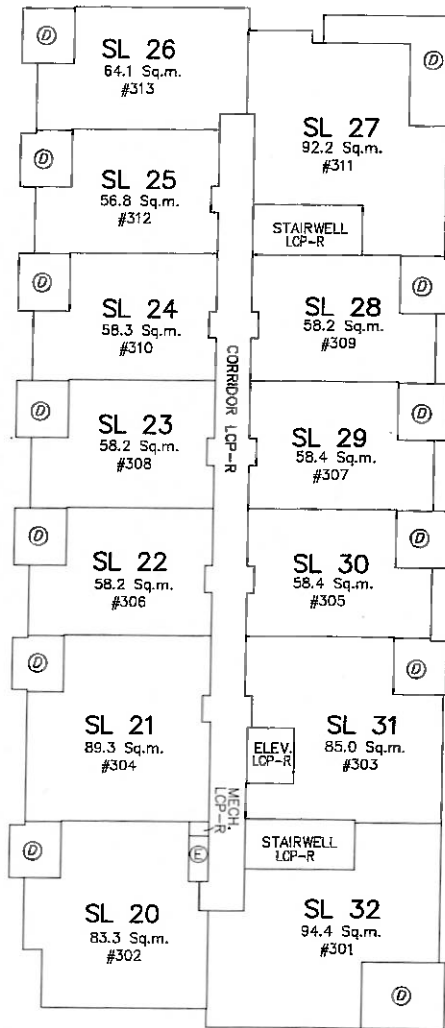 D
SL 26
64.1 Sq.m.
#313
D
SL 27
92.2 Sq.m.
#311
D
SL 25
56.8 Sq.m.
#312
STAIRWELL
LCP-R
D
SL 24
58.3 Sq.m.
#310
D
SL 28
58.2 Sq.m.
#309
CORRIDOR LCP-R
D
SL 23
58.2 Sq.m.
#308
D
SL 29
58.4 Sq.m.
#307
D
SL 22
58.2 Sq.m.
#306
D
SL 30
58.4 Sq.m.
#305
D
SL 21
89.3 Sq.m.
#304
D
SL 31
85.0 Sq.m.
#303
ELEV.
LCP-R
MECH.
LCP-R
D
E
STAIRWELL
LCP-R
SL 20
83.3 Sq.m.
#302
SL 32
94.4 Sq.m.
#301
D